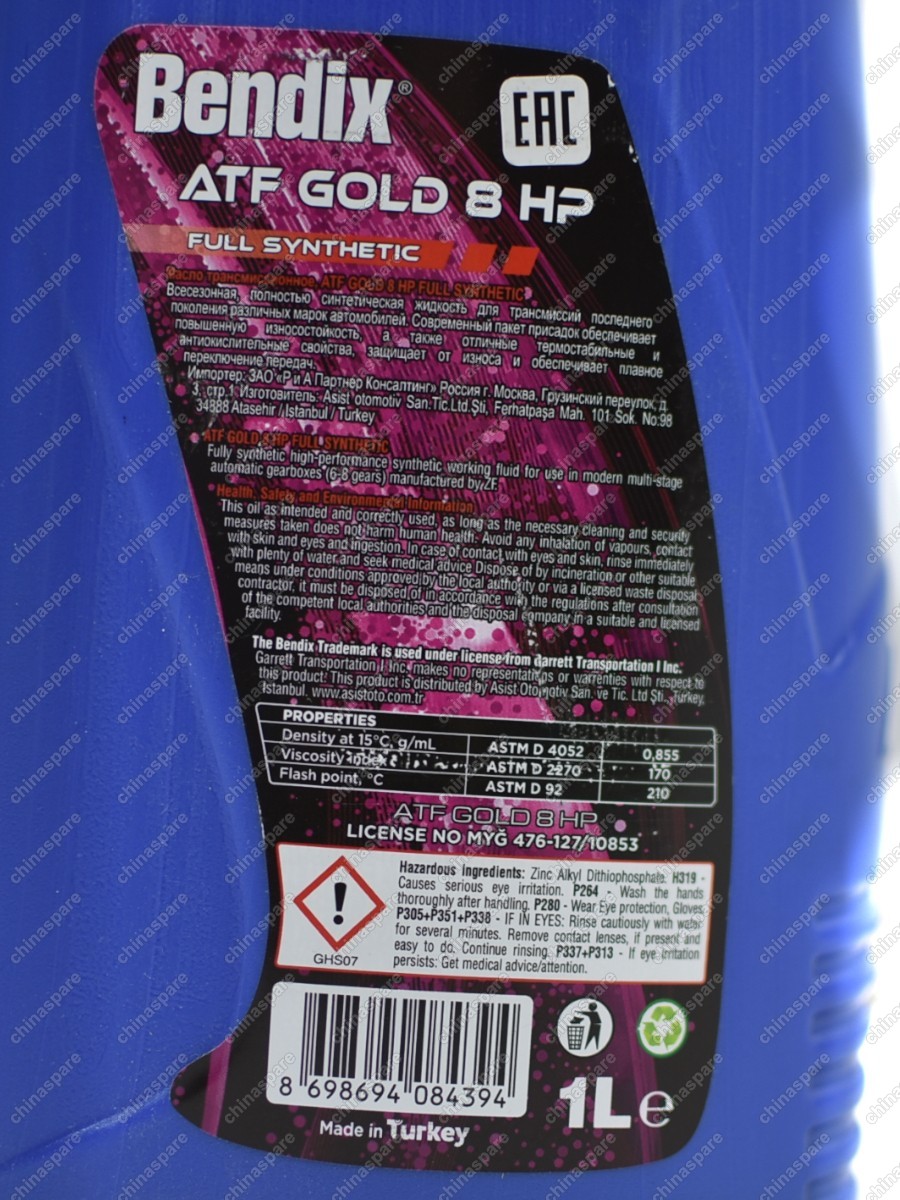 Bendix®
EAC
ATF GOLD 8 HP
FULL SYNTHETIC
Масло трансмиссионное, ATF GOLD 8 HP FULL SYNTHETIC
Всесезонная, полностью синтетическая жидкость для трансмиссий последнего
поколения различных марок автомобилей. Современный пакет присадок обеспечивает
повышенную износостойкость, а также отличные термостабильные и
антиокислительные свойства, защищает от износа и обеспечивает плавное
переключение передач.
Импортер: ЗАО «Р и А Партнер Консалтинг» Россия г. Москва, Грузинский переулок, д.
3, стр.1 Изготовитель: Asist otomotiv San.Tic.Ltd Şti, Ferhatpaşa Mah. 101 Sok. No:98
34888 Atasehir / Istanbul / Turkey
ATF GOLD 8 HP FULL SYNTHETIC
Fully synthetic high-performance synthetic working fluid for use in modern multi-stage
automatic gearboxes (6-8 gears) manufactured by ZF.
Health, Safety and Environmental Information
This oil as intended and correctly used, as long as the necessary cleaning and security
measures taken does not harm human health. Avoid any inhalation of vapours, contact
with skin and eyes and ingestion. In case of contact with eyes and skin, rinse immediately
with plenty of water and seek medical advice Dispose of by incineration or other suitable
means under conditions approved by the local authority or via a licensed waste disposal
contractor, it must be disposed of in accordance with the regulations after consultation
of the competent local authorities and the disposal company in a suitable and licensed
facility.
The Bendix Trademark is used under license from Garrett Transportation I Inc.
Garrett Transportation I Inc. makes no representations or warranties with respect to
this product. This product is distributed by Asist Otomotiv San. ve Tic. Ltd Şti., Turkey,
Istanbul. www.asistoto.com.tr
PROPERTIES
Density at 15°C, g/mL ASTM D 4052 0,855
Viscosity Index ASTM D 2270 170
Flash point, °C ASTM D 92 210
ATF GOLD 8 HP
LICENSE NO MYĞ 476-127/10853
Hazardous Ingredients: Zinc Alkyl Dithiophosphate. H319 -
Causes serious eye irritation. P264 - Wash the hands
thoroughly after handling. P280 - Wear Eye protection, Gloves
P305+P351+P338 - IF IN EYES: Rinse cautiously with water
for several minutes. Remove contact lenses, if present and
easy to do. Continue rinsing. P337+P313 - If eye irritation
persists: Get medical advice/attention.
GHS07
8 698694 084394
1L e
Made in Turkey
chinaspare